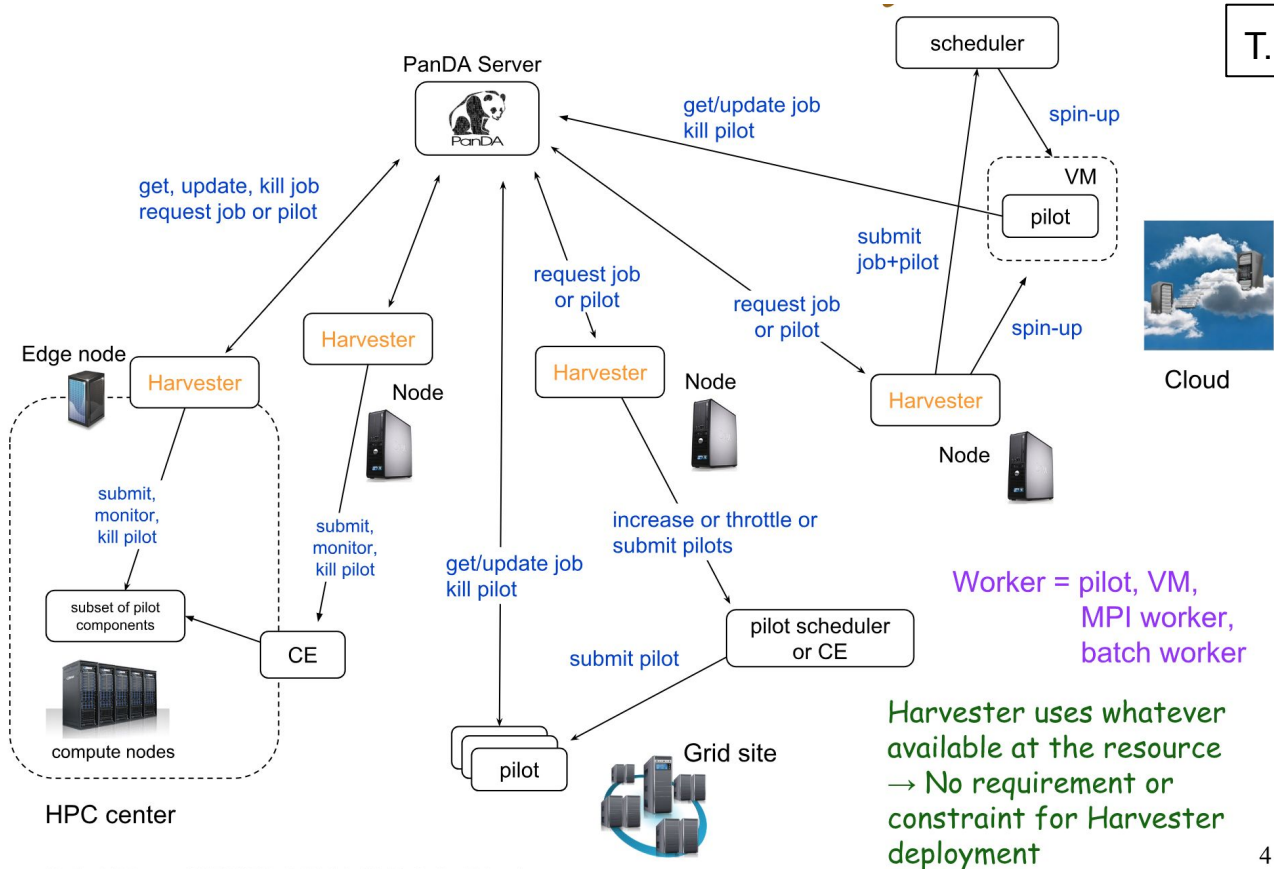 scheduler
T.
PanDA Server
PanDA
get/update job
kill pilot
spin-up
VM
pilot
get, update, kill job
request job or pilot
submit
job+pilot
request job
or pilot
request job
or pilot
spin-up
Harvester
Edge node
Harvester
Node
Harvester
Node
Harvester
Node
Cloud
submit,
monitor,
kill pilot
submit,
monitor,
kill pilot
increase or throttle or
submit pilots
get/update job
kill pilot
subset of pilot
components
CE
pilot scheduler
or CE
submit pilot
Worker = pilot, VM,
MPI worker,
batch worker
compute nodes
pilot
Grid site
HPC center
Harvester uses whatever
available at the resource
→ No requirement or
constraint for Harvester
deployment
4